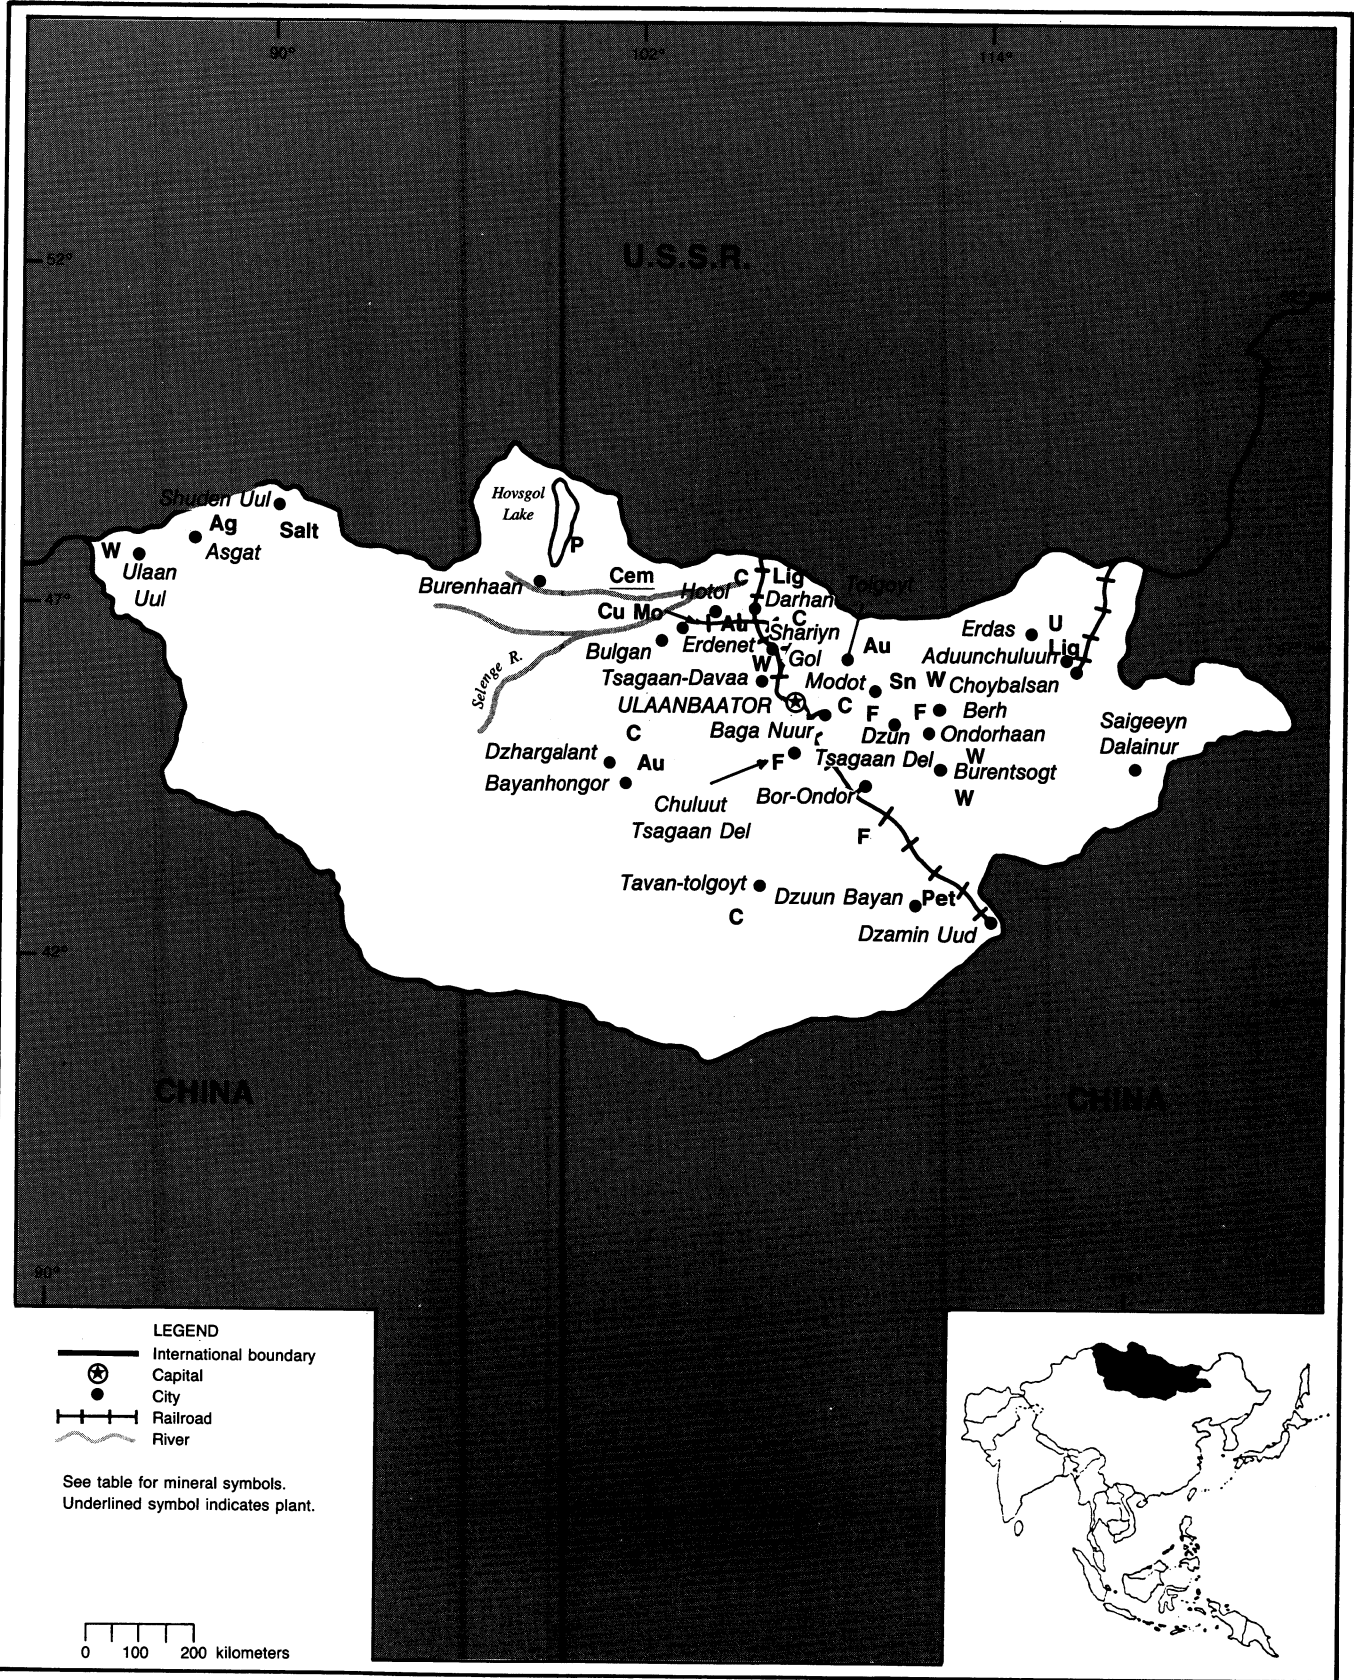 90°
102°
114°
52°
U.S.S.R.
Hovsgol
Lake
P
Shuden Uul
Ag
Salt
W
Asgat
Ulaan
Uul
47°
Burenhaan
Cem
C
Lig
Tolgoyt
Hotol
Darhan
Cu Mo
Au
C
Shariyn
Gol
Erdenet
Bulgan
Selenge R.
W
Tsagaan-Davaa
Au
Modot
Sn
W
Erdas
U
Lig
Aduunchuluun
Choybalsan
ULAANBAATOR
C
F
F
Berh
Baga Nuur
Dzun
Ondorhaan
Saigeeyn
Dalainur
C
Dzhargalant
Au
Bayanhongor
F
Tsagaan Del
W
Burentsogt
W
Chuluut
Tsagaan Del
Bor-Ondor
F
Tavan-tolgoyt
C
Dzuun Bayan
Pet
Dzamin Uud
42°
CHINA
CHINA
90°
LEGEND
International boundary
Capital
City
Railroad
River
See table for mineral symbols.
Underlined symbol indicates plant.
0 100 200 kilometers